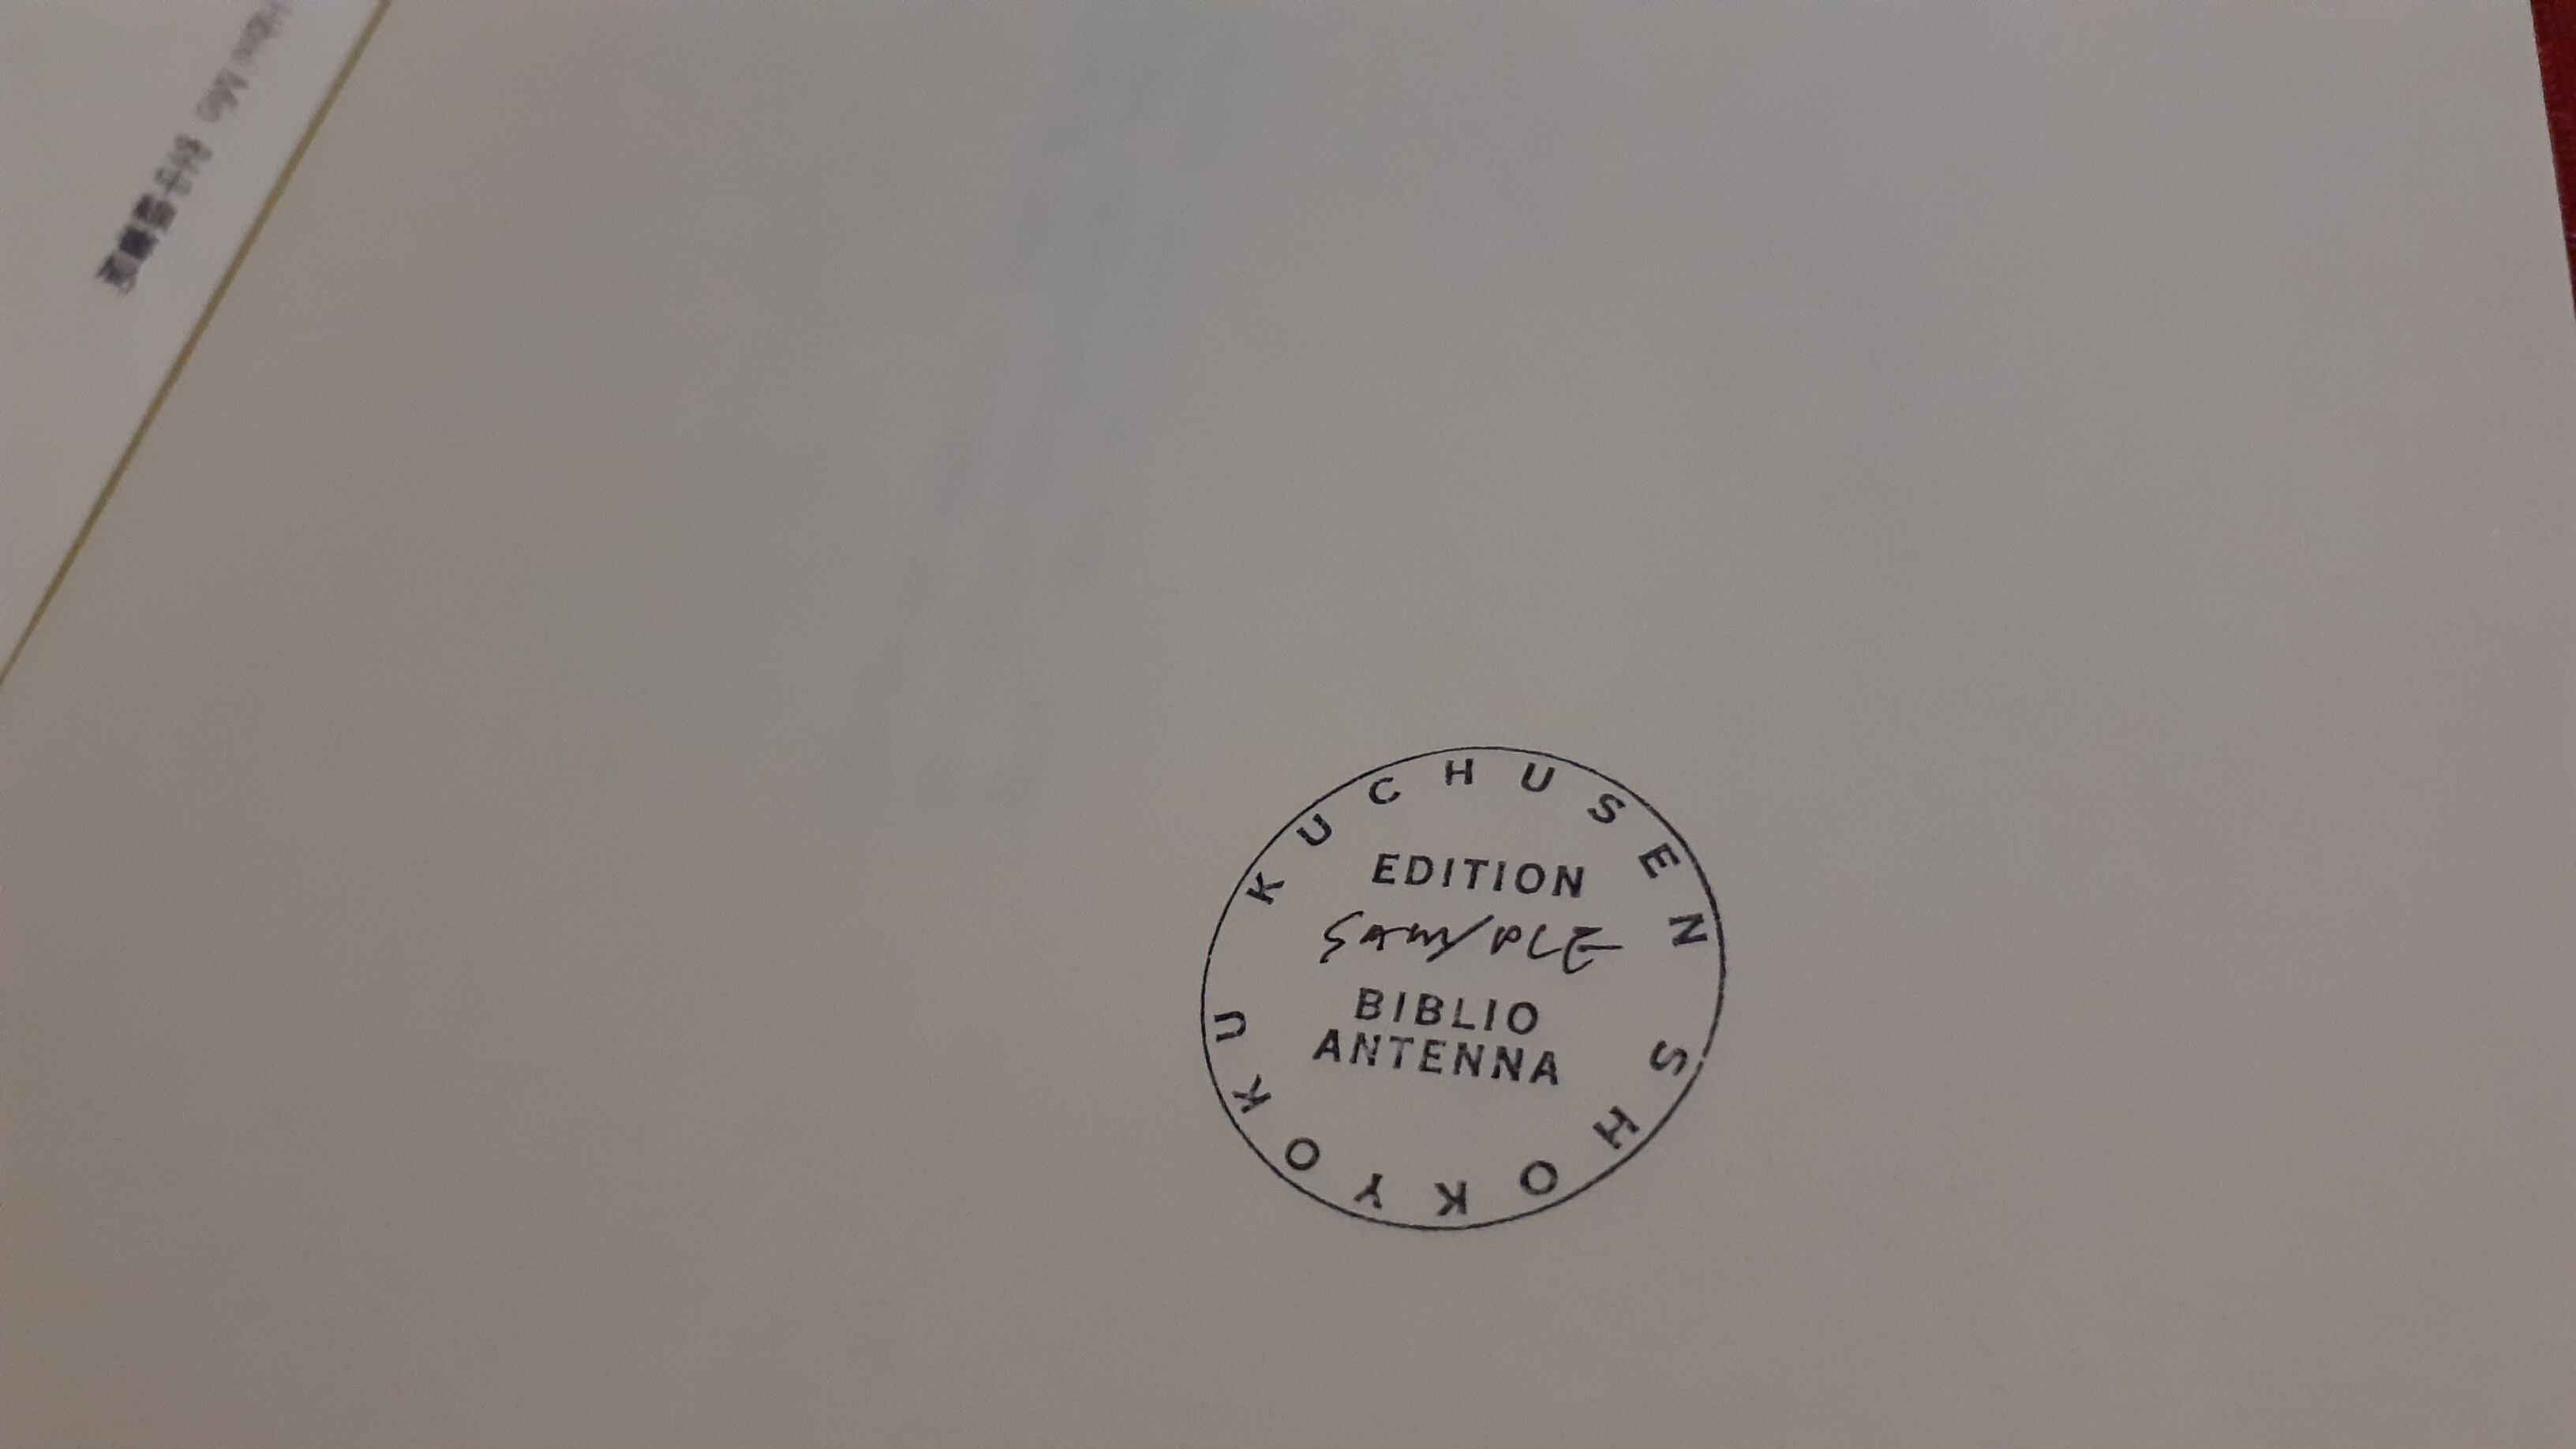 KUCHUSEN SHOKYOKU
EDITION
SAMPLE
BIBLIO
ANTENNA